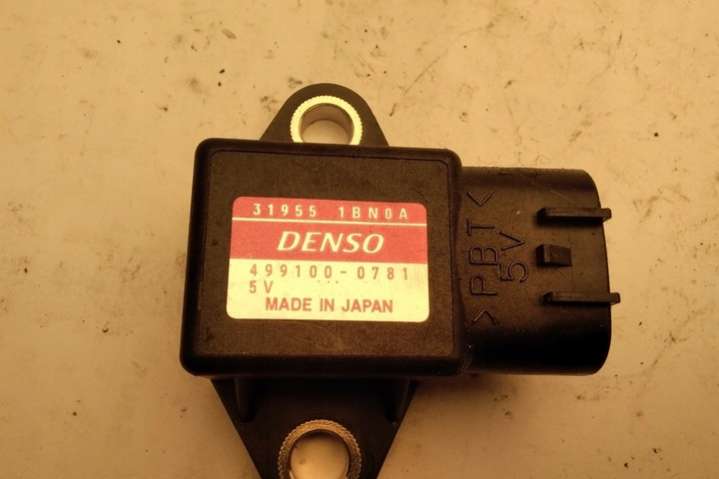 31955 1BN0A
DENSO
499100-0781
5V
MADE IN JAPAN
>PBT<
5V